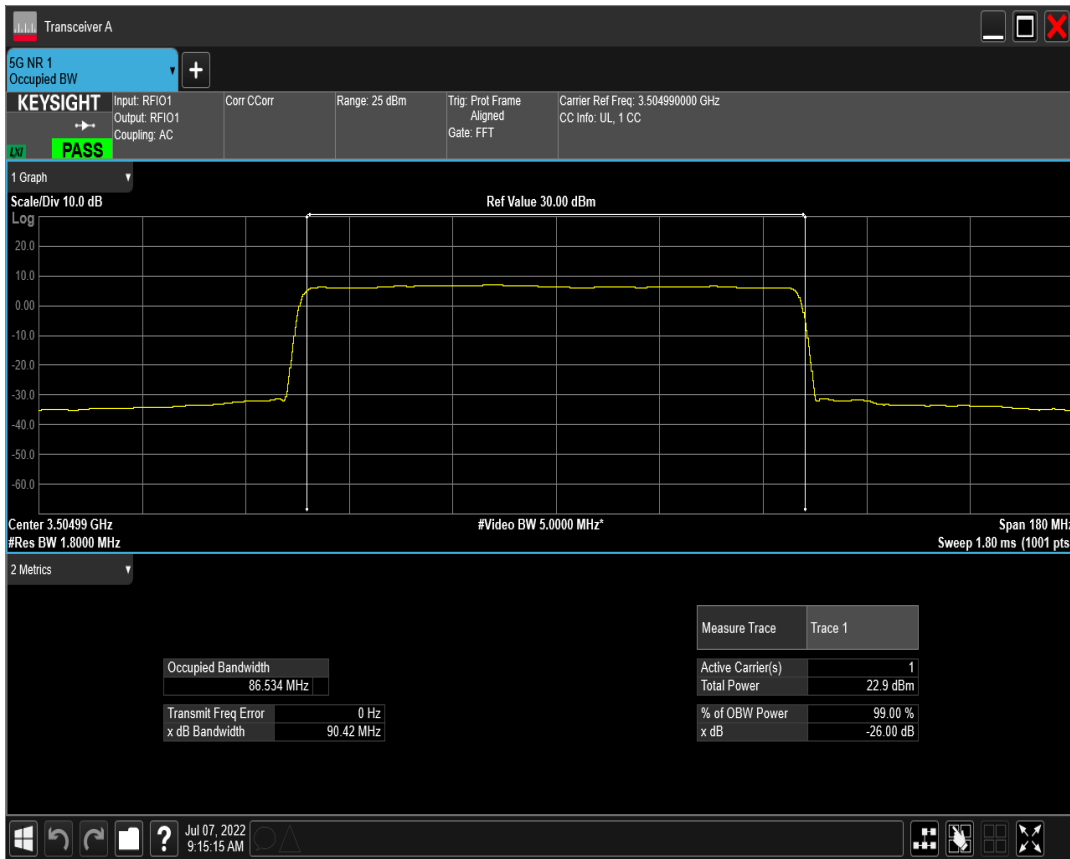 Transceiver A
5G NR 1
Occupied BW
KEYSIGHT
Input: RFIO1
Output: RFIO1
Coupling: AC
Corr CCorr
Range: 25 dBm
Trig: Prot Frame
Aligned
Gate: FFT
Carrier Ref Freq: 3.504990000 GHz
CC Info: UL, 1 CC
LXI
PASS
1 Graph
Scale/Div 10.0 dB
Ref Value 30.00 dBm
Log
20.0
10.0
0.00
-10.0
-20.0
-30.0
-40.0
-50.0
-60.0
Center 3.50499 GHz
#Video BW 5.0000 MHz*
Span 180 MHz
#Res BW 1.8000 MHz
Sweep 1.80 ms (1001 pts
2 Metrics
Measure Trace Trace 1
Occupied Bandwidth
86.534 MHz
Active Carrier(s) 1
Total Power 22.9 dBm
Transmit Freq Error 0 Hz
x dB Bandwidth 90.42 MHz
% of OBW Power 99.00 %
x dB -26.00 dB
?
Jul 07, 2022
9:15:15 AM